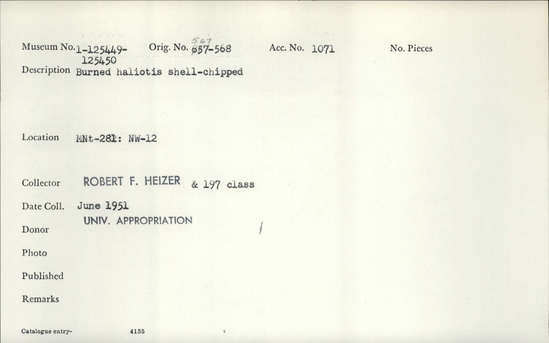 Museum No. 1-125449- Orig. No. 567 657-568 Acc. No. 1071 No. Pieces
125450
Description Burned haliotis shell-chipped
Location MNt-281: NW-12
Collector ROBERT F. HEIZER & 197 class
Date Coll. June 1951
Donor UNIV. APPROPRIATION
Photo
Published
Remarks
Catalogue entry- 4155